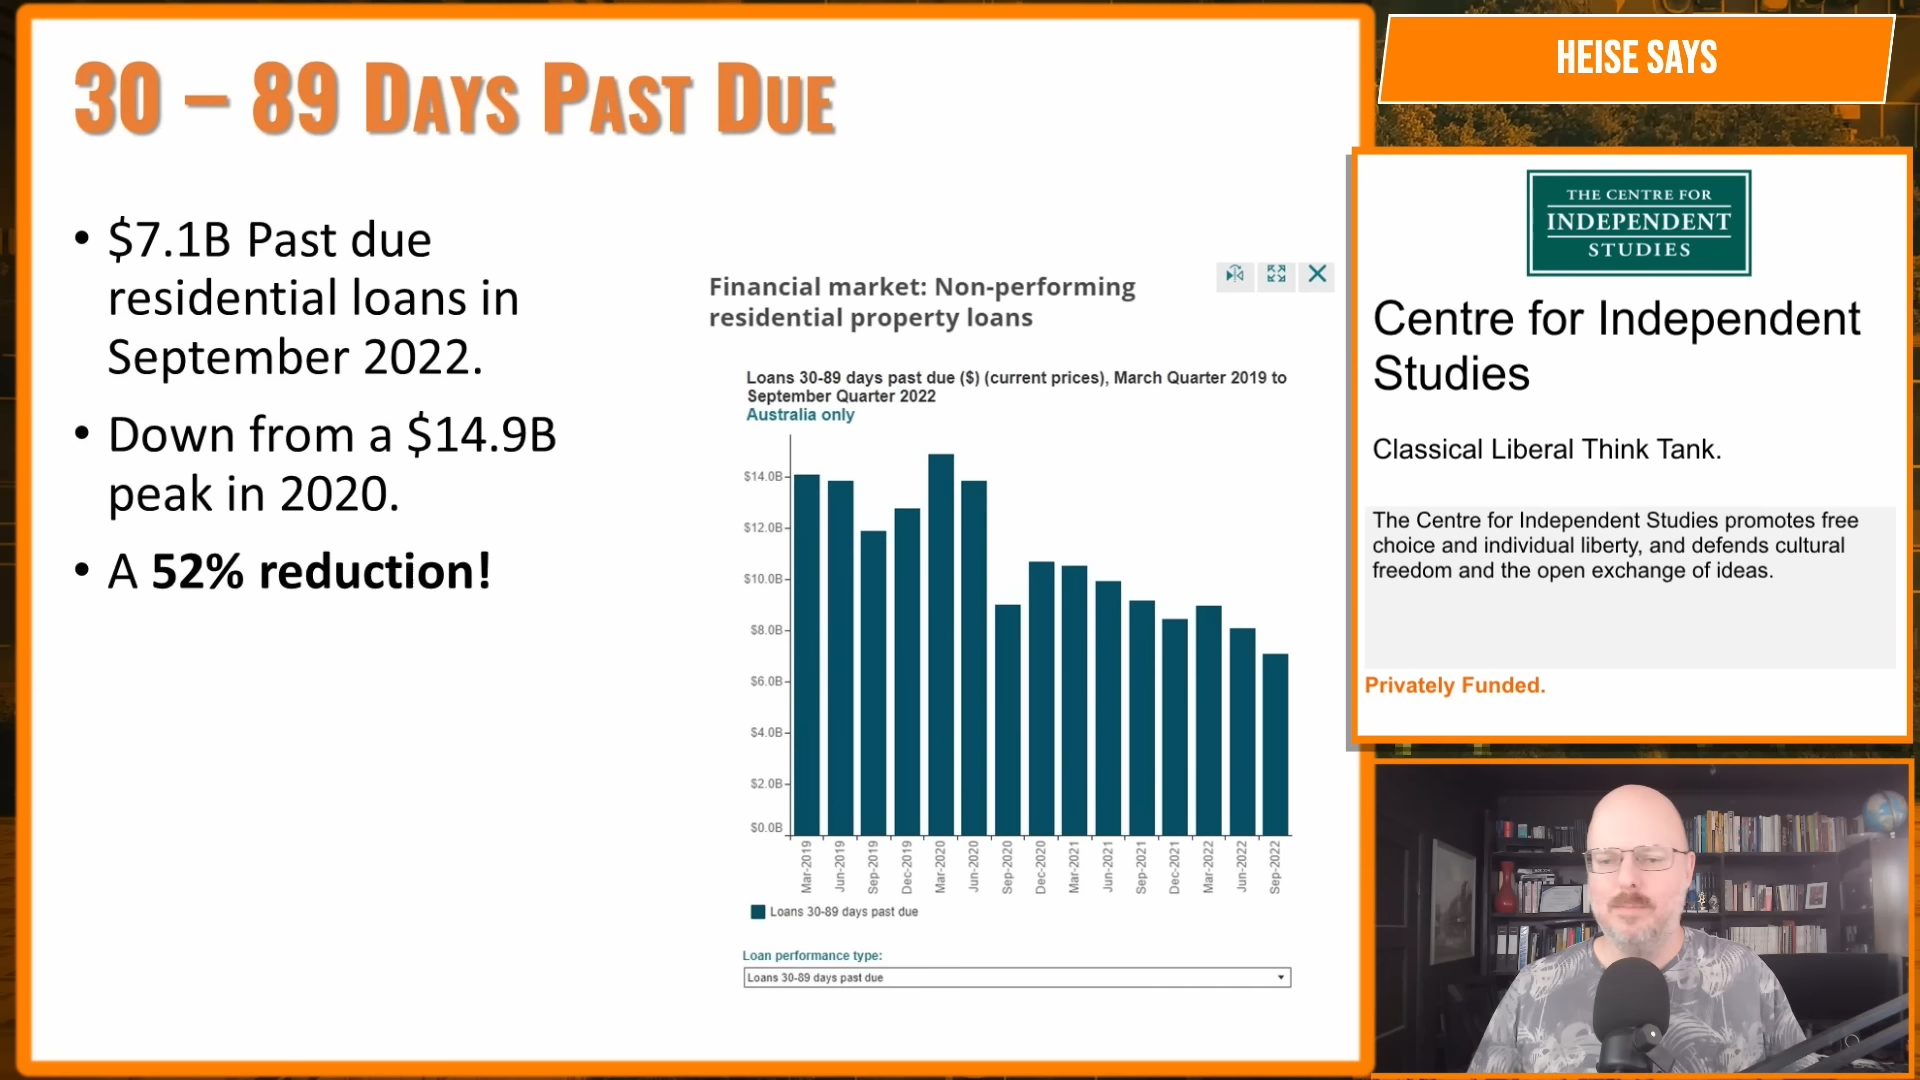 30 – 89 DAYS PAST DUE
• $7.1B Past due
residential loans in
September 2022.
• Down from a $14.9B
peak in 2020.
• A 52% reduction!
Financial market: Non-performing
residential property loans
Loans 30-89 days past due ($) (current prices), March Quarter 2019 to
September Quarter 2022
Australia only
$14.0B
$12.0B
$10.0B
$8.0B
$6.0B
$4.0B
$2.0B
$0.0B
Mar-2019
Jun-2019
Sep-2019
Dec-2019
Mar-2020
Jun-2020
Sep-2020
Dec-2020
Mar-2021
Jun-2021
Sep-2021
Dec-2021
Mar-2022
Jun-2022
Sep-2022
Loans 30-89 days past due
Loan performance type:
Loans 30-89 days past due
HEISE SAYS
THE CENTRE FOR
INDEPENDENT
STUDIES
Centre for Independent
Studies
Classical Liberal Think Tank.
The Centre for Independent Studies promotes free
choice and individual liberty, and defends cultural
freedom and the open exchange of ideas.
Privately Funded.